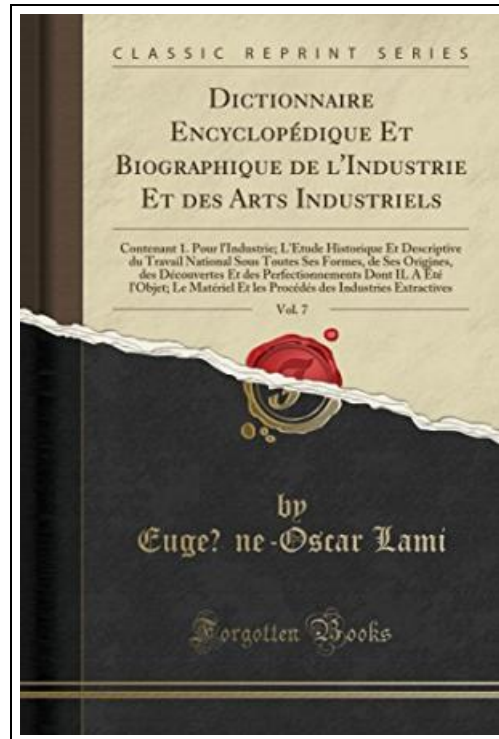 CLASSIC REPRINT SERIES
DICTIONNAIRE
ENCYCLOPÉDIQUE ET
BIOGRAPHIQUE DE L'INDUSTRIE
ET DES ARTS INDUSTRIELS
Contenant 1. Pour l'Industrie; L'Etude Historique Et Descriptive
du Travail National Sous Toutes Ses Formes, de Ses Origines,
des Découvertes Et des Perfectionnements Dont IL A Été
l'Objet; Le Matériel Et les Procédés des Industries Extractives
Vol. 7
F
by
Euge? ne-Oscar Lami
Forgotten Books